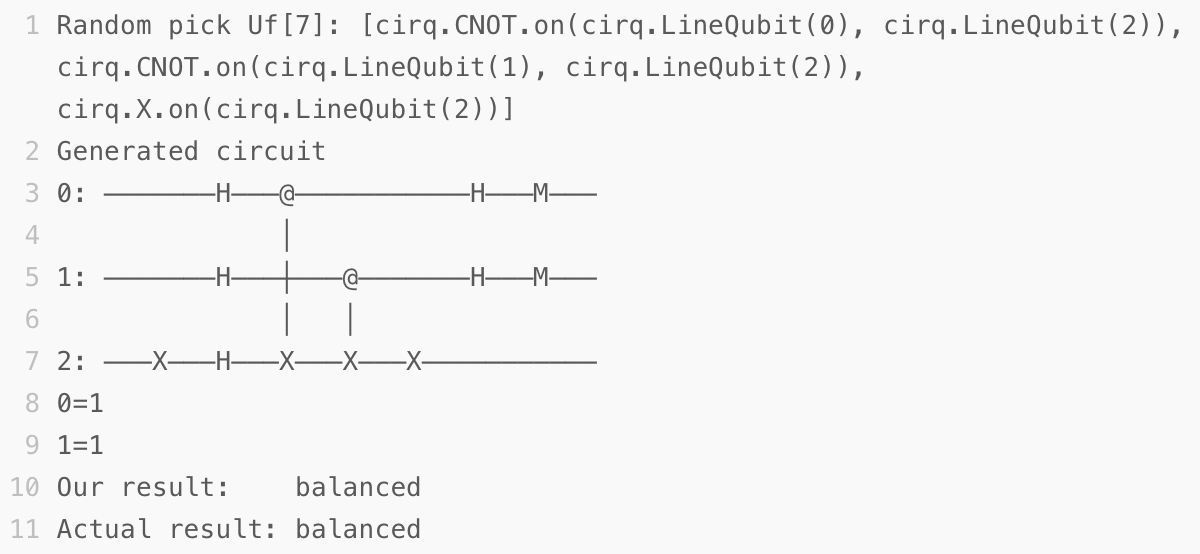 1 Random pick Uf[7]: [cirq.CNOT.on(cirq.LineQubit(0), cirq.LineQubit(2)),
cirq.CNOT.on(cirq.LineQubit(1), cirq.LineQubit(2)),
cirq.X.on(cirq.LineQubit(2))]
2 Generated circuit
3 0: ───────H───@───────────H───M───
4               │
5 1: ───────H───┼───@───────H───M───
6               │   │
7 2: ───X───H───X───X───X───────────
8 0=1
9 1=1
10 Our result:    balanced
11 Actual result: balanced